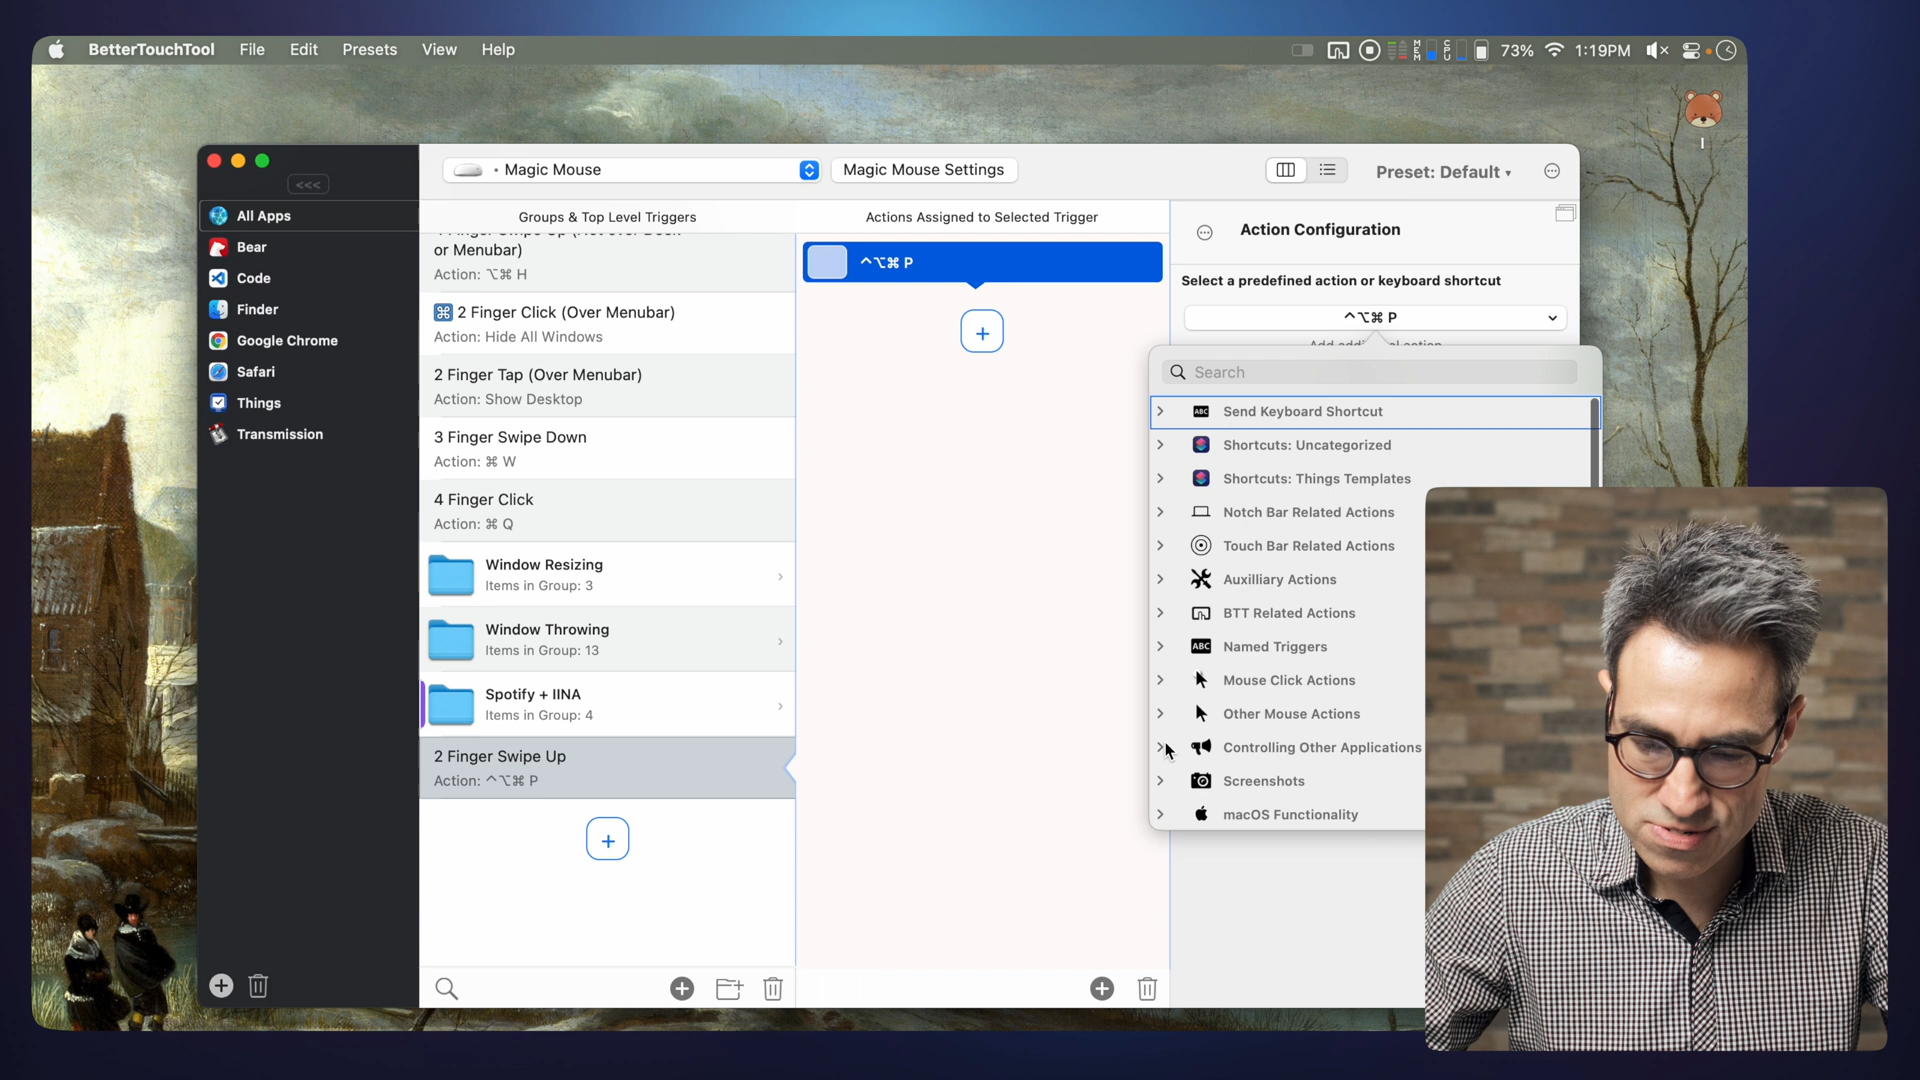 BetterTouchTool File Edit Presets View Help
MEM CPU 73% 1:19PM
<<<
All Apps
Bear
Code
Finder
Google Chrome
Safari
Things
Transmission
• Magic Mouse
Magic Mouse Settings
Preset: Default ▾
Groups & Top Level Triggers
or Menubar)
Action: ⌥⌘ H
⌘ 2 Finger Click (Over Menubar)
Action: Hide All Windows
2 Finger Tap (Over Menubar)
Action: Show Desktop
3 Finger Swipe Down
Action: ⌘ W
4 Finger Click
Action: ⌘ Q
Window Resizing
Items in Group: 3
Window Throwing
Items in Group: 13
Spotify + IINA
Items in Group: 4
2 Finger Swipe Up
Action: ^⌥⌘ P
Actions Assigned to Selected Trigger
^⌥⌘ P
Action Configuration
Select a predefined action or keyboard shortcut
^⌥⌘ P
Search
ABC Send Keyboard Shortcut
Shortcuts: Uncategorized
Shortcuts: Things Templates
Notch Bar Related Actions
Touch Bar Related Actions
Auxilliary Actions
BTT Related Actions
ABC Named Triggers
Mouse Click Actions
Other Mouse Actions
Controlling Other Applications
Screenshots
macOS Functionality